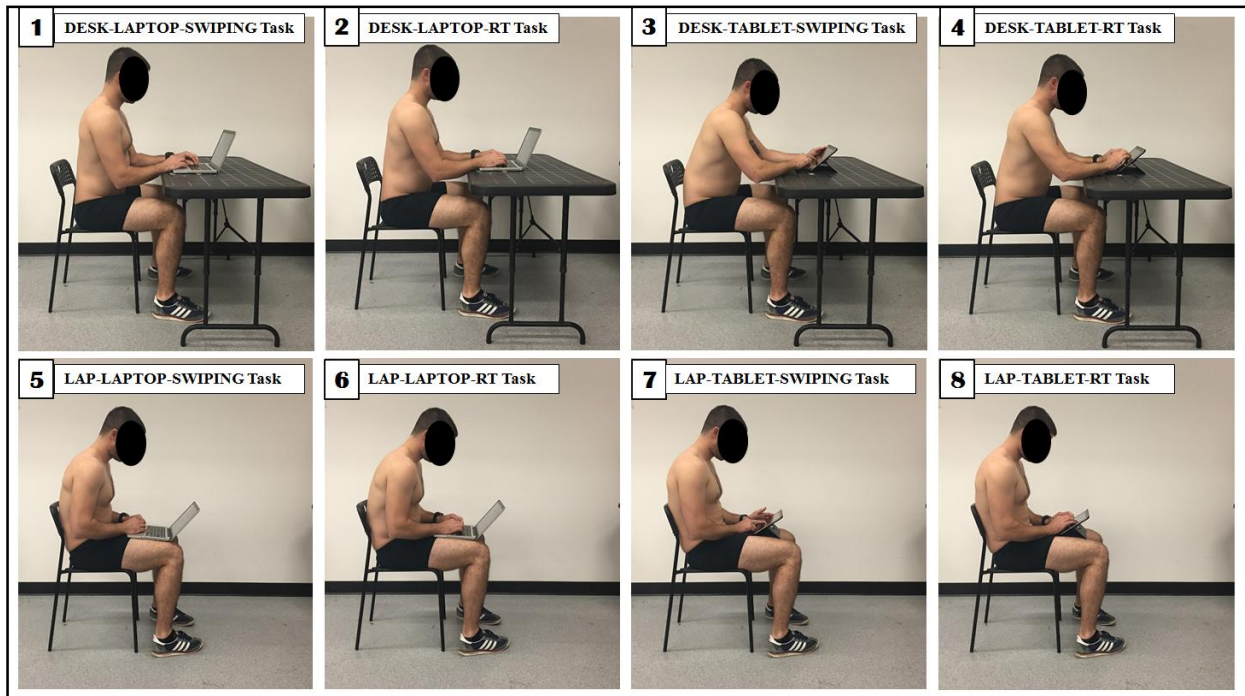 1 DESK-LAPTOP-SWIPING Task
2 DESK-LAPTOP-RT Task
3 DESK-TABLET-SWIPING Task
4 DESK-TABLET-RT Task
5 LAP-LAPTOP-SWIPING Task
6 LAP-LAPTOP-RT Task
7 LAP-TABLET-SWIPING Task
8 LAP-TABLET-RT Task